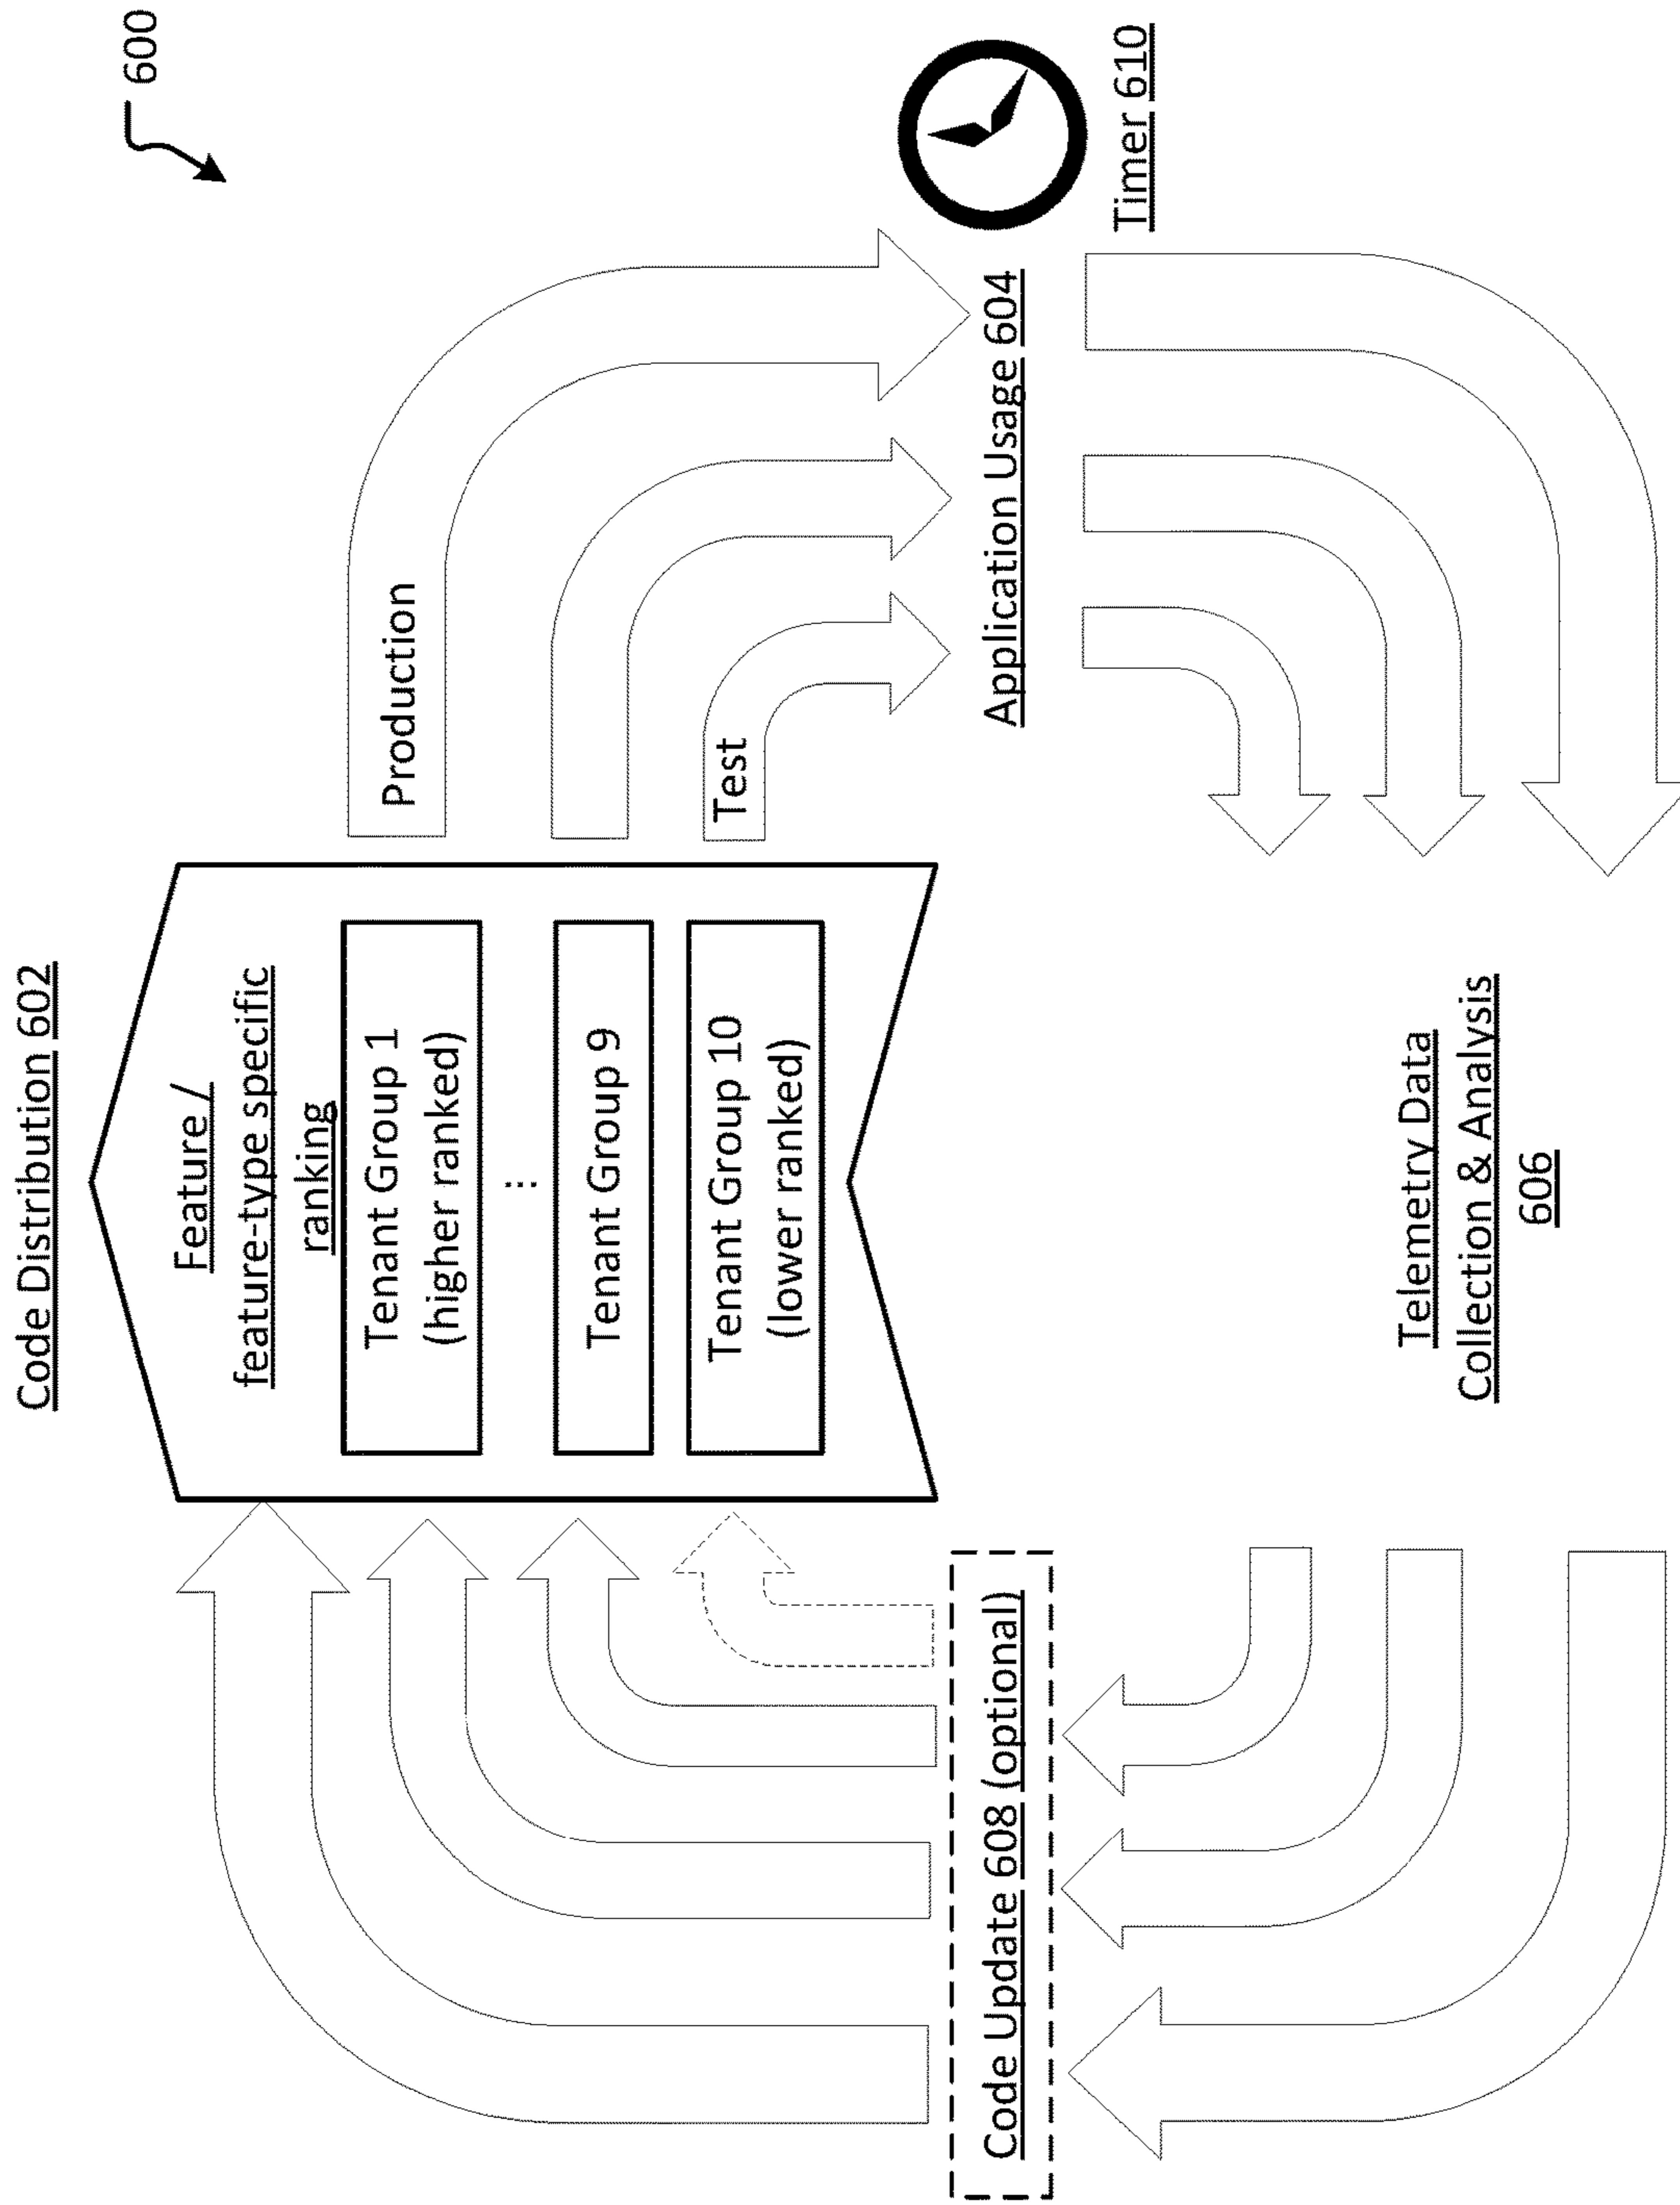 600
Code Distribution 602
Feature /
feature-type specific
ranking
Tenant Group 1
(higher ranked)
...
Tenant Group 9
Tenant Group 10
(lower ranked)
Production
Test
Application Usage 604
Timer 610
Telemetry Data
Collection & Analysis
606
Code Update 608 (optional)